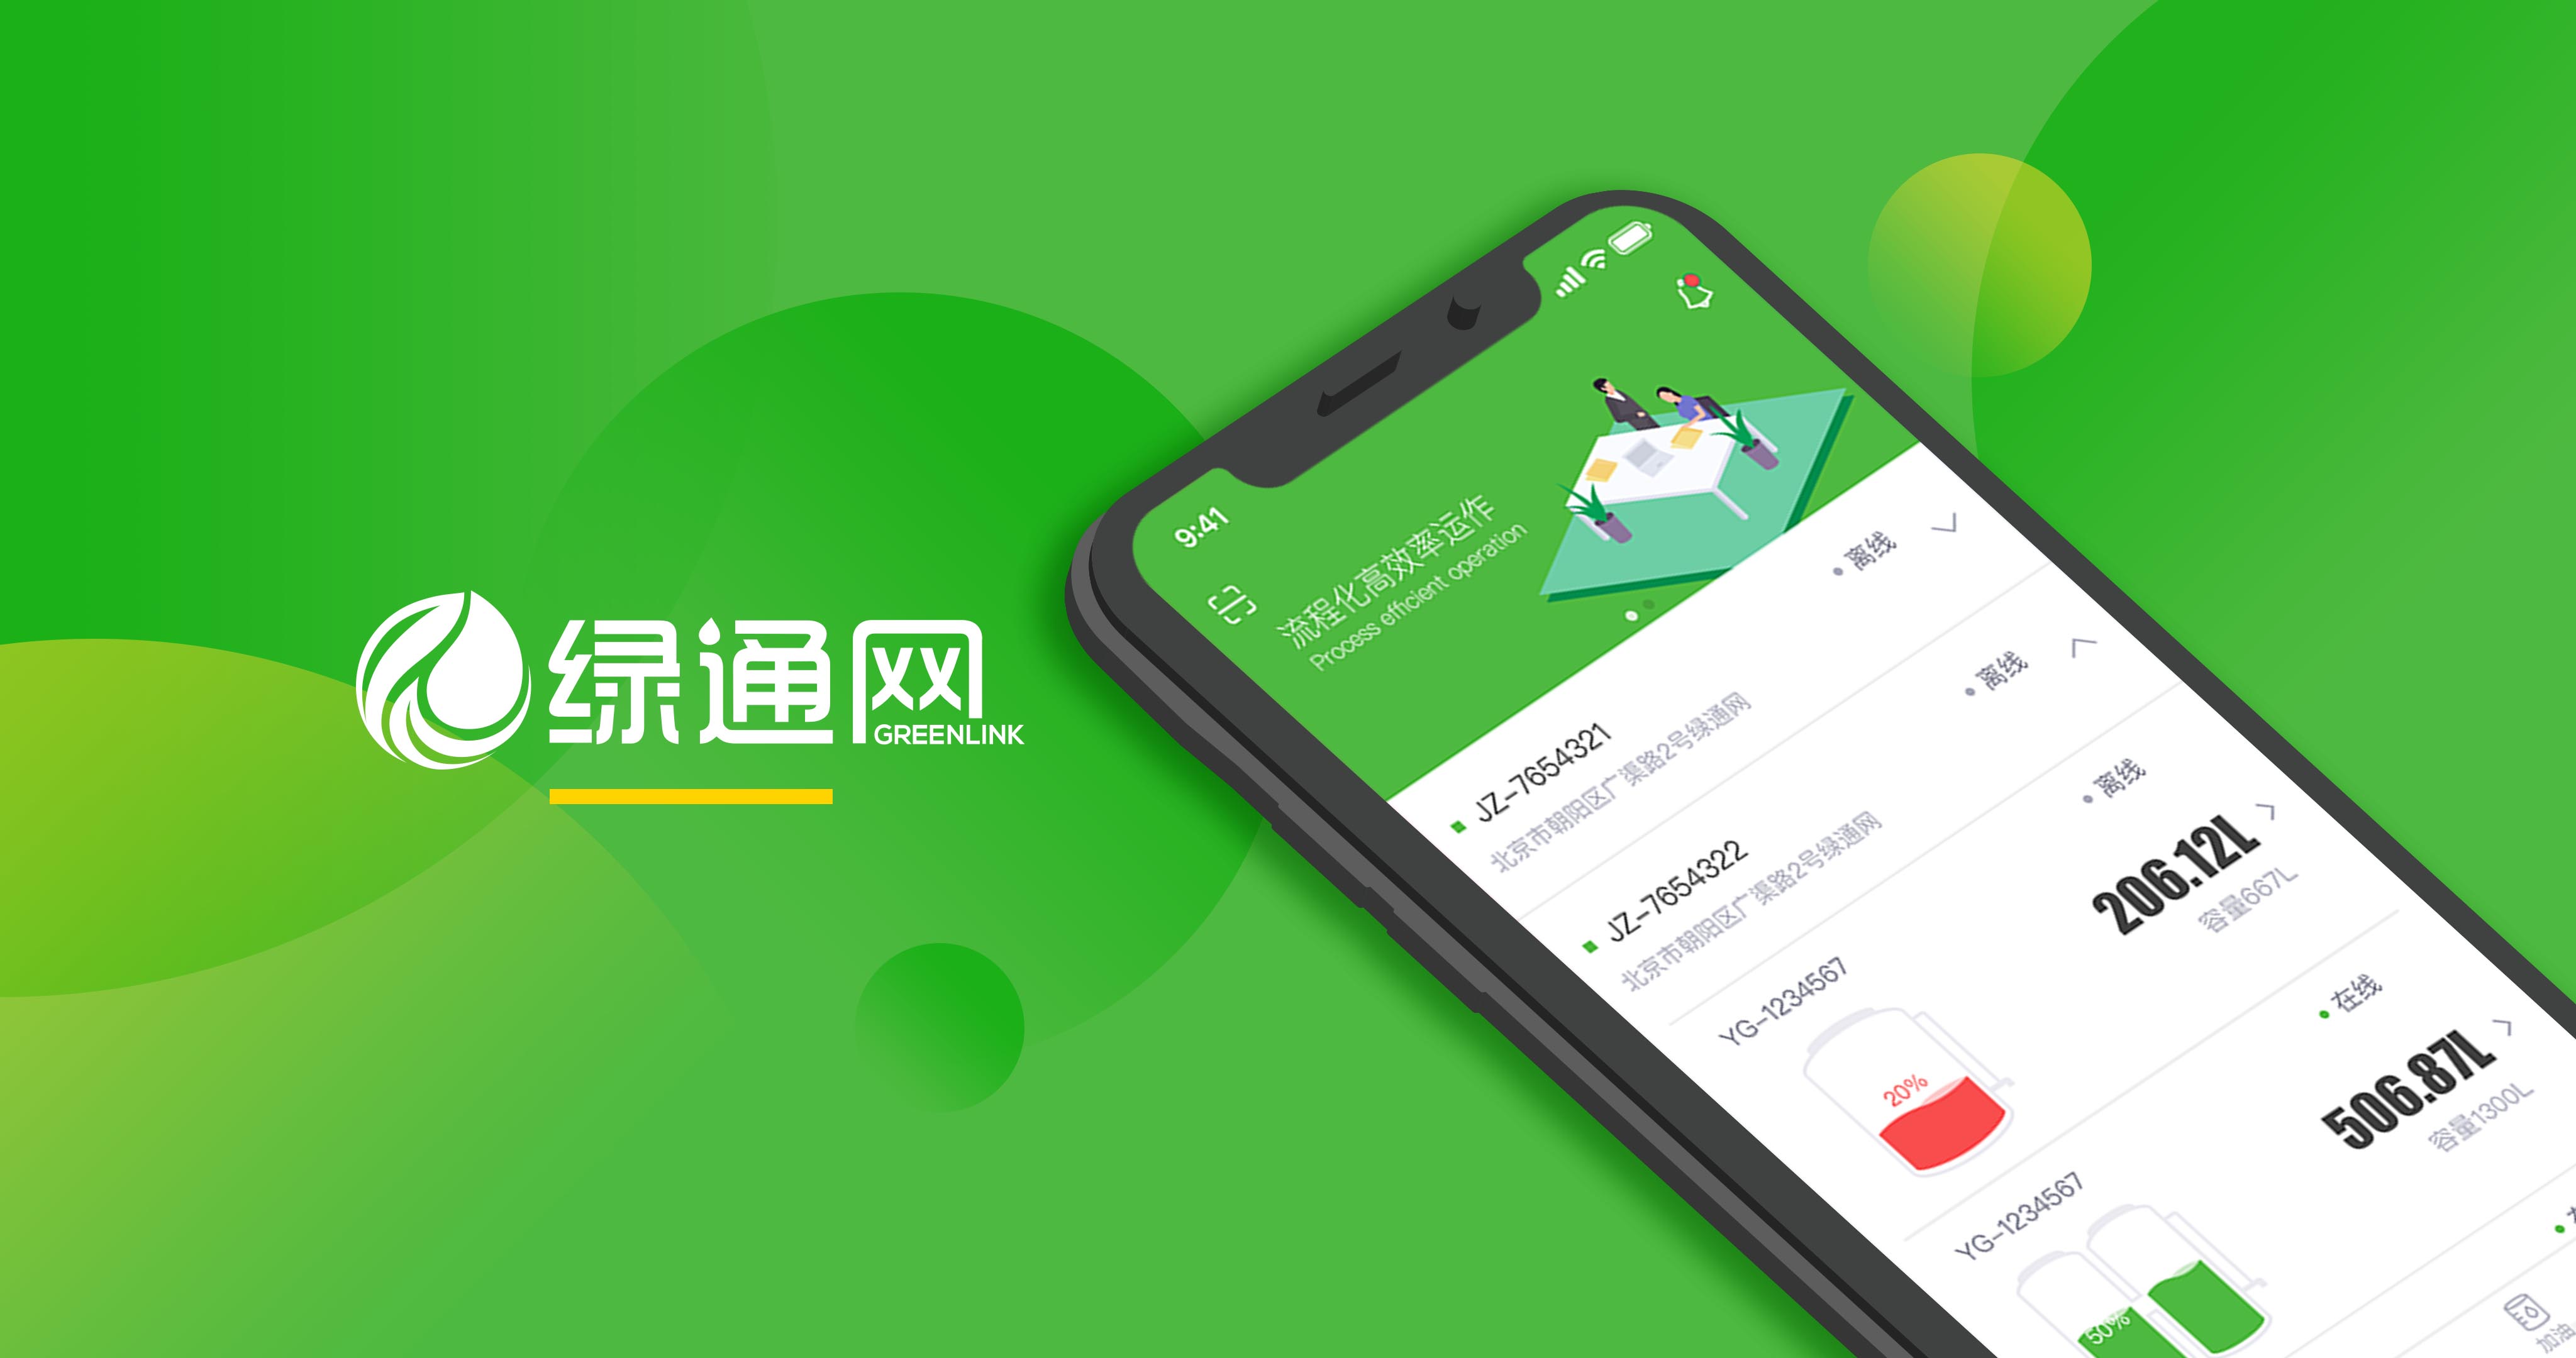 绿通网
GREENLINK
9:41
流程化高效率运作
Process efficient operation
JZ-7654321
离线
北京市朝阳区广渠路2号绿通网
JZ-7654322
离线
北京市朝阳区广渠路2号绿通网
YG-1234567
离线
20%
206.12L
容量667L
YG-1234567
在线
50%
506.87L
容量1300L
加油